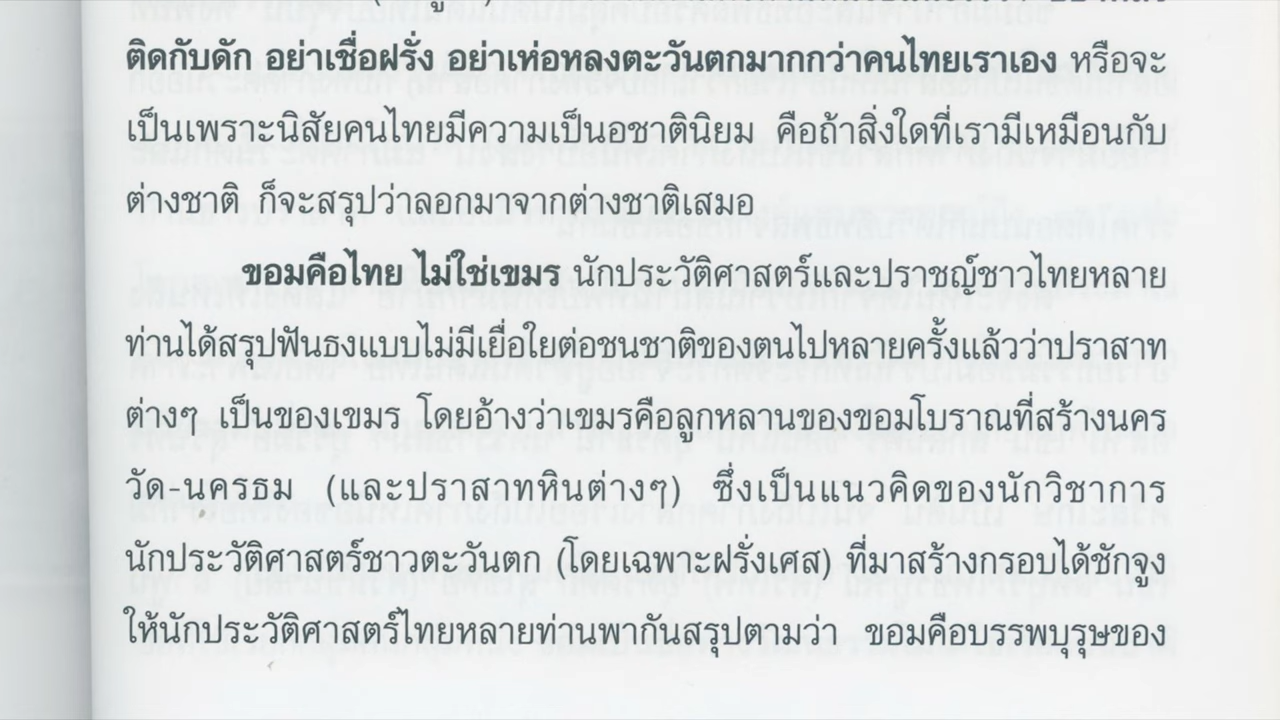 ติดกับดัก อย่าเชื่อฝรั่ง อย่าเห่อหลงตะวันตกมากกว่าคนไทยเราเอง หรือจะ
เป็นเพราะนิสัยคนไทยมีความเป็นอชาตินิยม คือถ้าสิ่งใดที่เรามีเหมือนกับ
ต่างชาติ ก็จะสรุปว่าลอกมาจากต่างชาติเสมอ
ขอมคือไทย ไม่ใช่เขมร นักประวัติศาสตร์และปราชญ์ชาวไทยหลาย
ท่านได้สรุปฟันธงแบบไม่มีเยื่อใยต่อชนชาติของตนไปหลายครั้งแล้วว่าปราสาท
ต่างๆ เป็นของเขมร โดยอ้างว่าเขมรคือลูกหลานของขอมโบราณที่สร้างนคร
วัด-นครธม (และปราสาทหินต่างๆ) ซึ่งเป็นแนวคิดของนักวิชาการ
นักประวัติศาสตร์ชาวตะวันตก (โดยเฉพาะฝรั่งเศส) ที่มาสร้างกรอบได้ชักจูง
ให้นักประวัติศาสตร์ไทยหลายท่านพากันสรุปตามว่า ขอมคือบรรพบุรุษของ